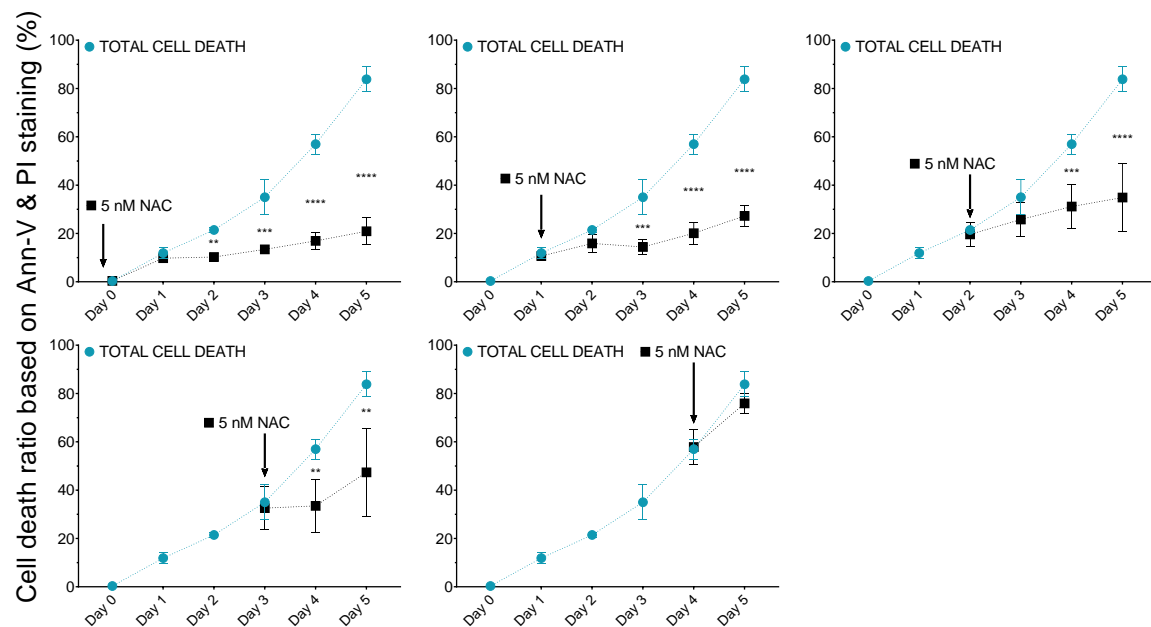 Cell death ratio based on Ann-V & PI staining (%)
100
80
60
40
20
0
TOTAL CELL DEATH
5 nM NAC
**
***
****
****
Day 0
Day 1
Day 2
Day 3
Day 4
Day 5
100
80
60
40
20
0
TOTAL CELL DEATH
5 nM NAC
***
****
****
Day 0
Day 1
Day 2
Day 3
Day 4
Day 5
100
80
60
40
20
0
TOTAL CELL DEATH
5 nM NAC
***
****
Day 0
Day 1
Day 2
Day 3
Day 4
Day 5
100
80
60
40
20
0
TOTAL CELL DEATH
5 nM NAC
**
**
Day 0
Day 1
Day 2
Day 3
Day 4
Day 5
100
80
60
40
20
0
TOTAL CELL DEATH
5 nM NAC
Day 0
Day 1
Day 2
Day 3
Day 4
Day 5